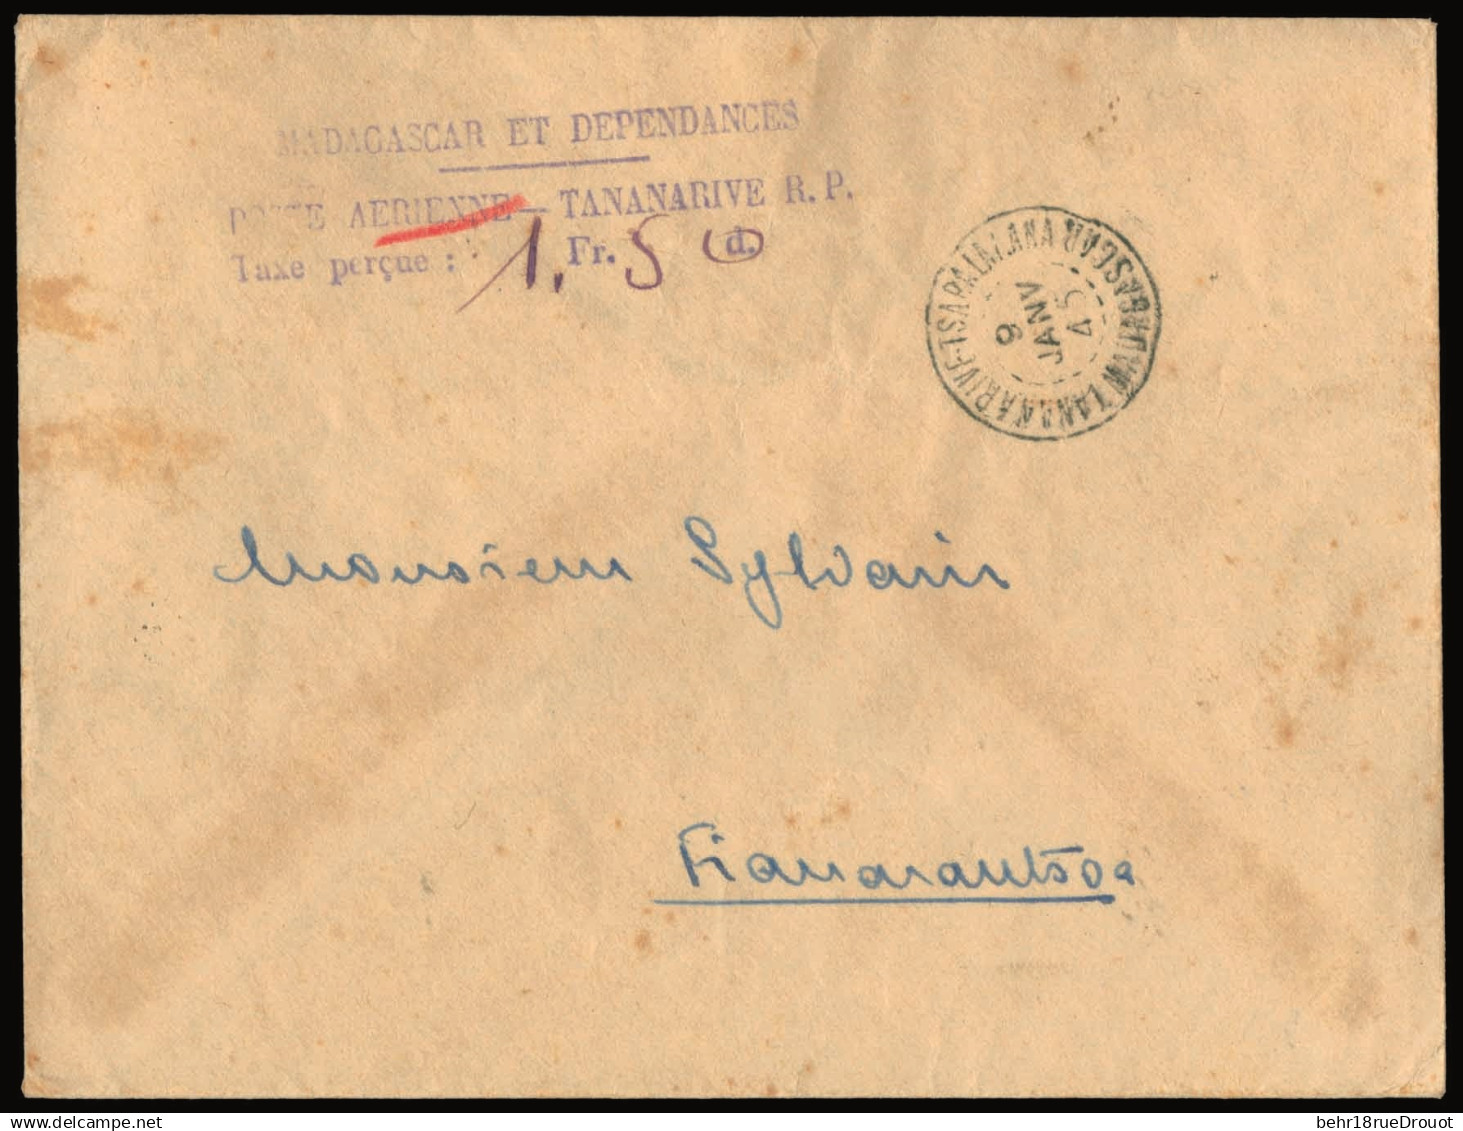 MADAGASCAR ET DEPENDANCES
POSTE AERIENNE — TANANARIVE R. P.
Taxe perçue : 1. Fr. 50 d.
TANANARIVE-TSARALALANA MADAGASCAR
9
JANV
45
Monsieur Sylvain
Fianarantsoa
behr18rueDrouot